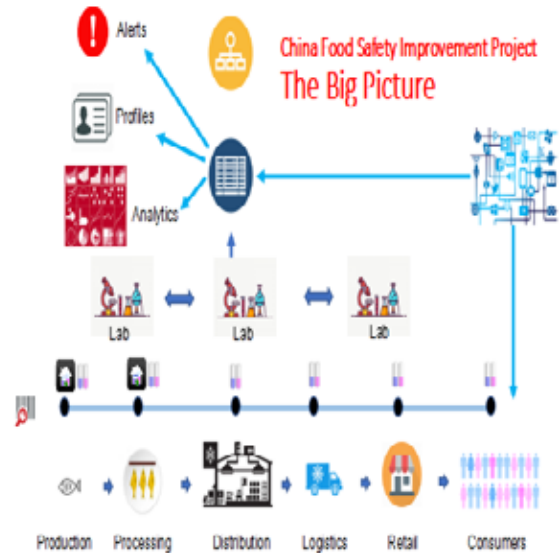 Alerts
China Food Safety Improvement Project
The Big Picture
Profiles
Analytics
Lab
Lab
Lab
Production
Processing
Distribution
Logistics
Retail
Consumers